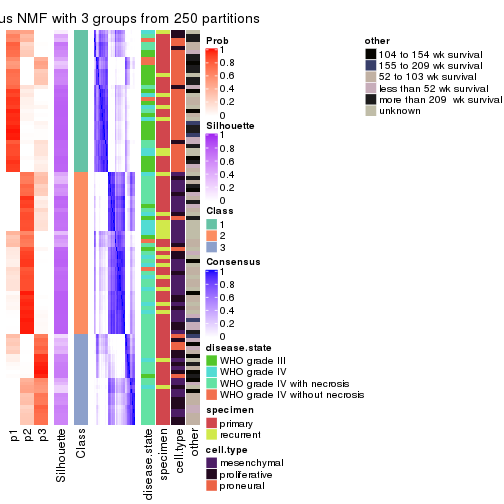 us NMF with 3 groups from 250 partitions
Prob
1
0.8
0.6
0.4
0.2
0
Silhouette
1
0.8
0.6
0.4
0.2
0
Class
1
2
3
Consensus
1
0.8
0.6
0.4
0.2
0
disease.state
WHO grade III
WHO grade IV
WHO grade IV with necrosis
WHO grade IV without necrosis
specimen
primary
recurrent
cell.type
mesenchymal
proliferative
proneural
other
104 to 154 wk survival
155 to 209 wk survival
52 to 103 wk survival
less than 52 wk survival
more than 209  wk survival
unknown
p1
p2
p3
Silhouette
Class
disease.state
specimen
cell.type
other